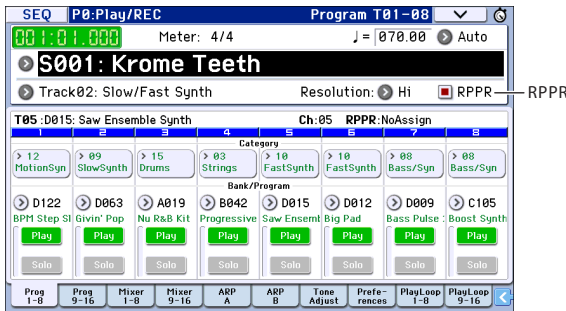 SEQ P0:Play/REC Program T01-08
001:01.000 Meter: 4/4 ♩= 070.00 Auto
S001: Krome Teeth
Track02: Slow/Fast Synth Resolution: Hi RPPR RPPR
T05 :D015: Saw Ensemble Synth Ch:05 RPPR:NoAssign
1 2 3 4 5 6 7 8
Category
> 12 > 09 > 15 > 03 > 10 > 10 > 08 > 08
MotionSyn SlowSynth Drums Strings FastSynth FastSynth Bass/Syn Bass/Syn
Bank/Program
D122 D063 A019 B042 D015 D012 D009 C105
BPM Step Sl Givin' Pop Nu R&B Kit Progressive Saw Ensemt Big Pad Bass Pulse : Boost Synth
Play Play Play Play Play Play Play Play
Solo Solo Solo Solo Solo Solo Solo Solo
Prog Prog Mixer Mixer ARP ARP Tone Prefe- PlayLoop PlayLoop
1-8 9-16 1-8 9-16 A B Adjust rences 1-8 9-16